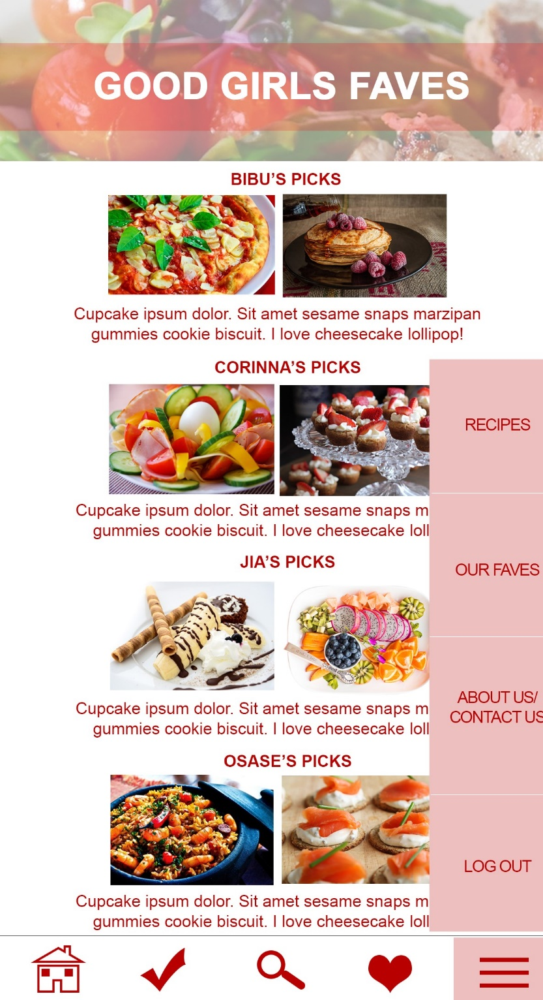 GOOD GIRLS FAVES
BIBU'S PICKS
Cupcake ipsum dolor. Sit amet sesame snaps marzipan
gummies cookie biscuit. I love cheesecake lollipop!
CORINNA'S PICKS
Cupcake ipsum dolor. Sit amet sesame snaps m
gummies cookie biscuit. I love cheesecake loll
JIA'S PICKS
Cupcake ipsum dolor. Sit amet sesame snaps m
gummies cookie biscuit. I love cheesecake loll
OSASE'S PICKS
Cupcake ipsum dolor. Sit amet sesame snaps m
gummies cookie biscuit. I love cheesecake loll
RECIPES
OUR FAVES
ABOUT US/
CONTACT US
LOG OUT